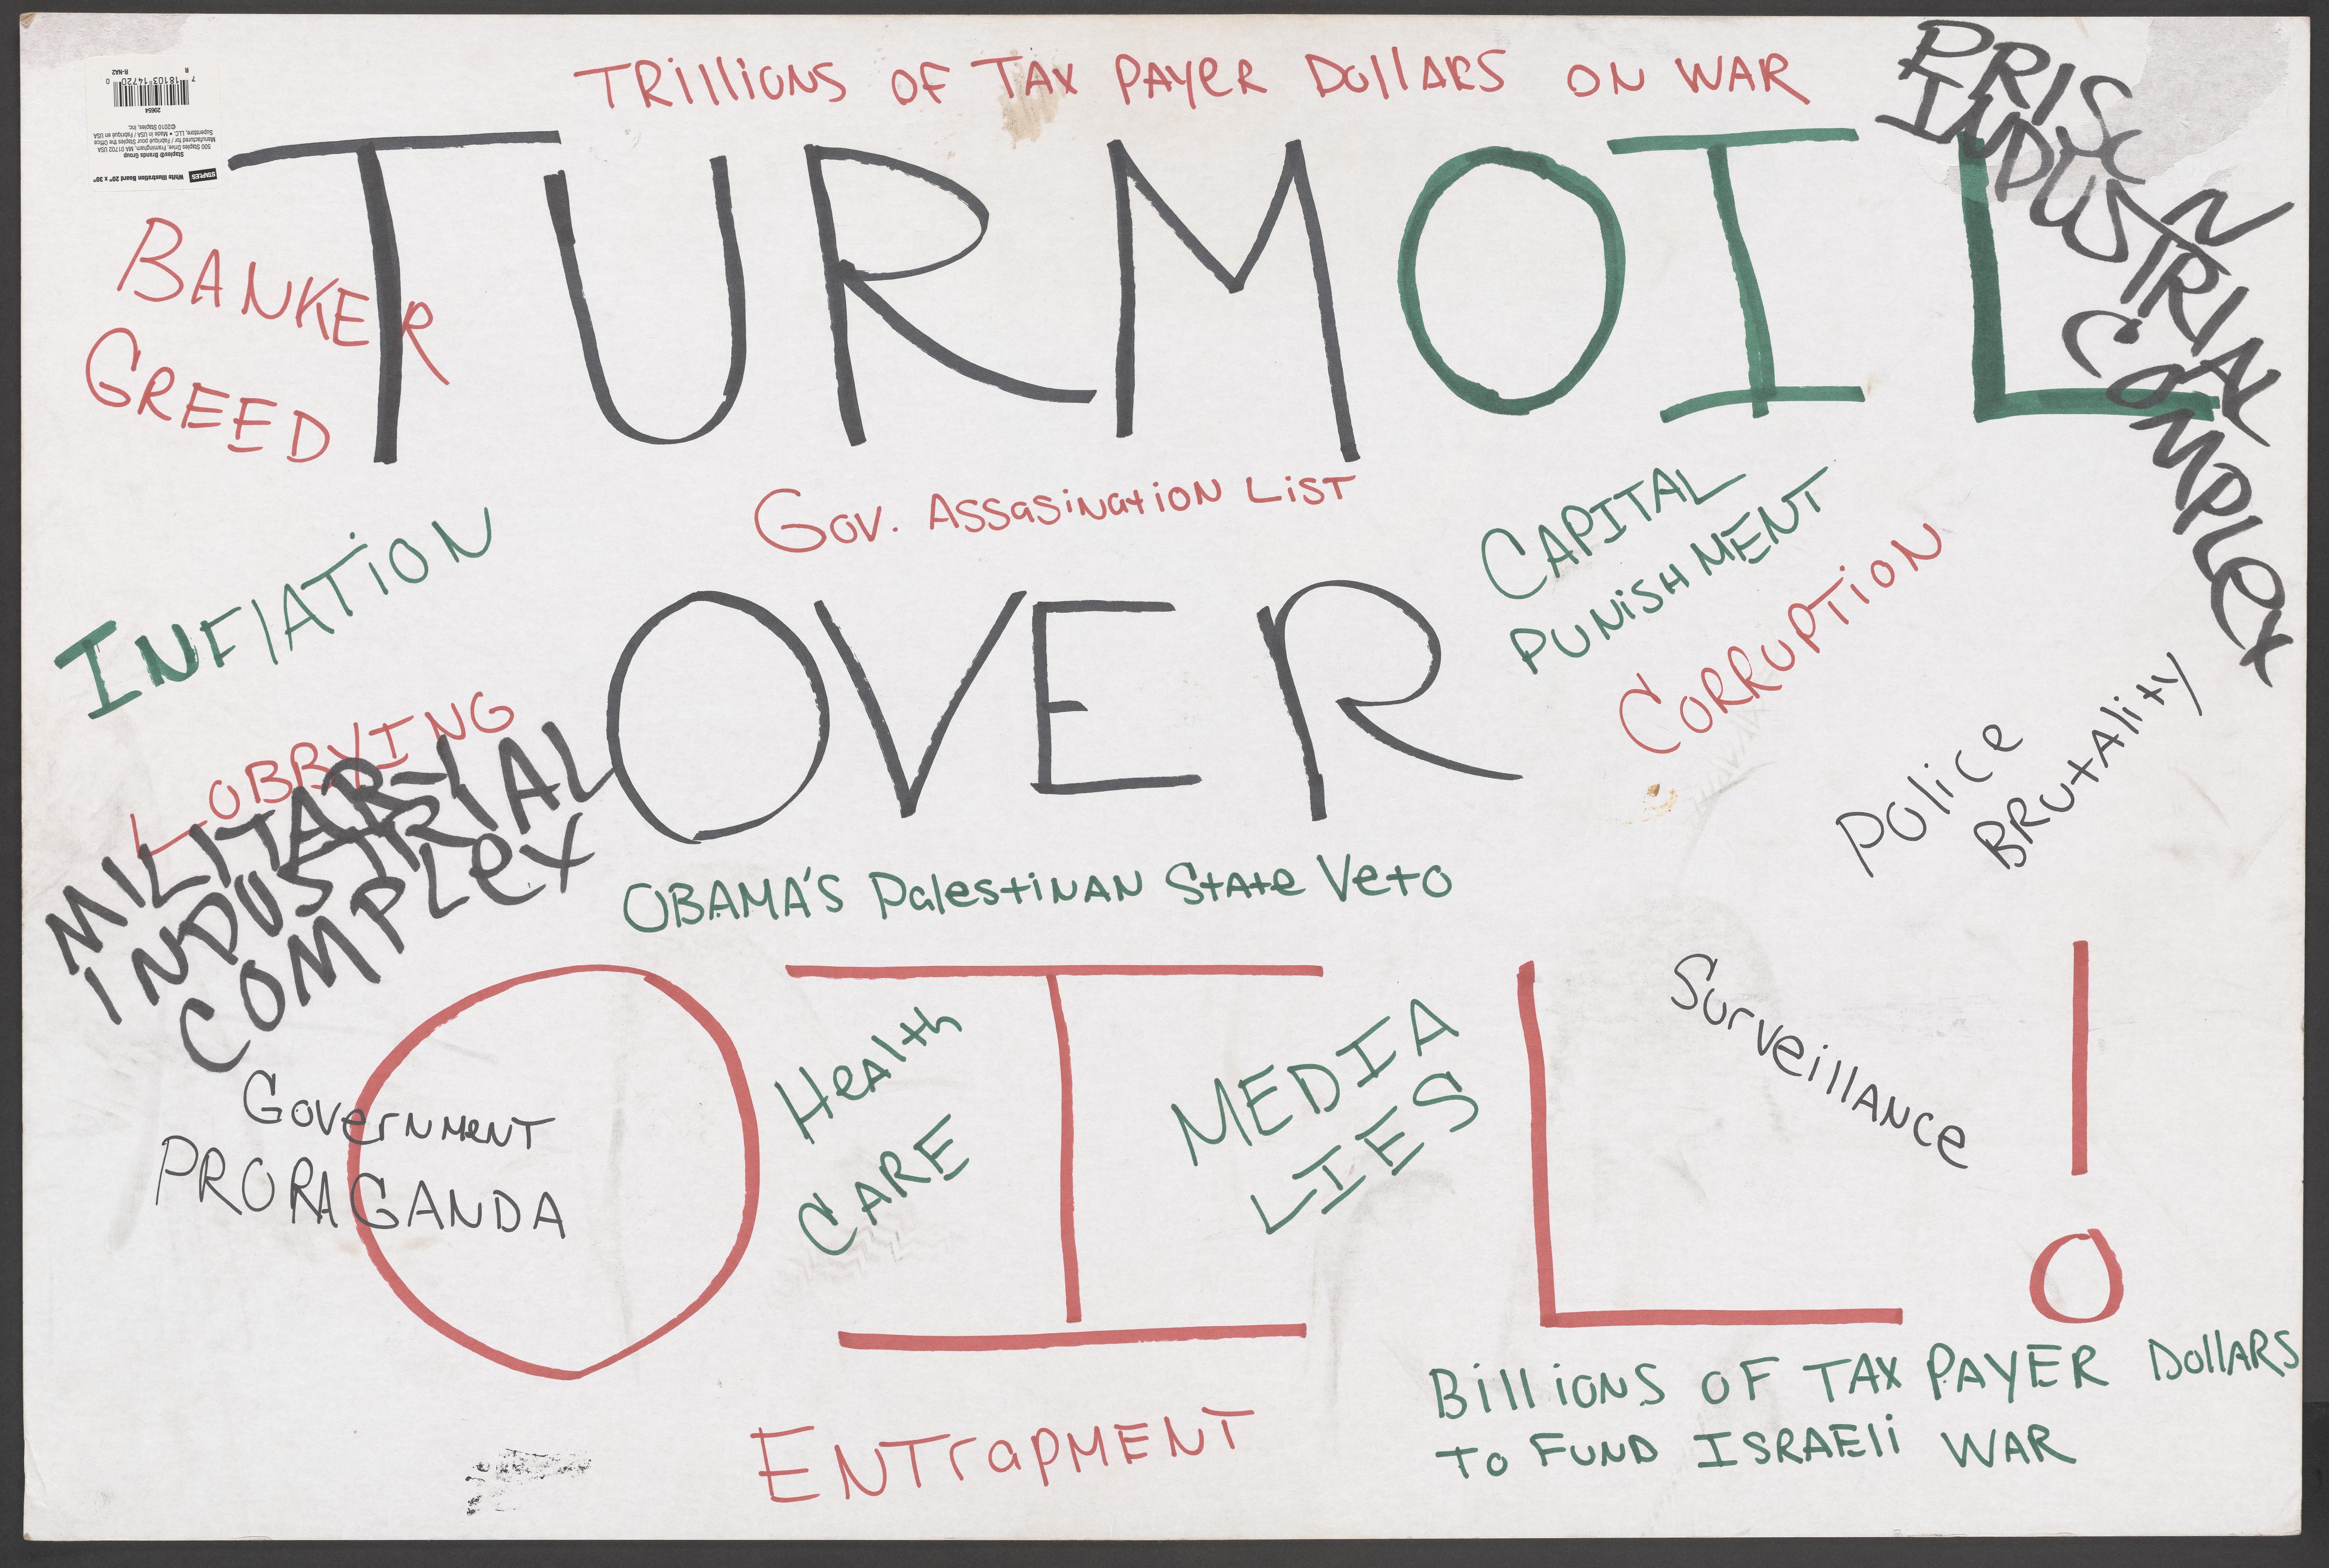 TRillIONS OF TAX PAYER DollARS ON WAR
PRISON
INDUSTRIAL
COMPLex
7 18103 14720 0
R
R-NA2
20654
©2010 Staples, Inc.
Superstore, LLC. • Made in USA / Fabriqué en USA
Manufactured for / Fabriqué pour Staples the Office
500 Staples Drive, Framingham, MA 01702 USA
Staples® Brands Group
STAPLES White Illustration Board 20" x 30"
TURMOIL
BANKER
GREED
Gov. ASSasiNatiON LiST
CAPITAL
PUNiSHMENT
CORRUPTiON
INFlATiON
OVER
LOBBYING
MILITARY
INDUSTRIAL
COMPLex
Police
BRUtAlity
OBAMA'S PalestiNAN StAte Veto
OIL!
GoverNMeNT
PROPAGANDA
HeAlth
CARE
MEDIA
LIES
SurveillANce
ENTraPMENT
BillioNS OF TAX PAYER DollARS
to FUND ISRAEli WAR